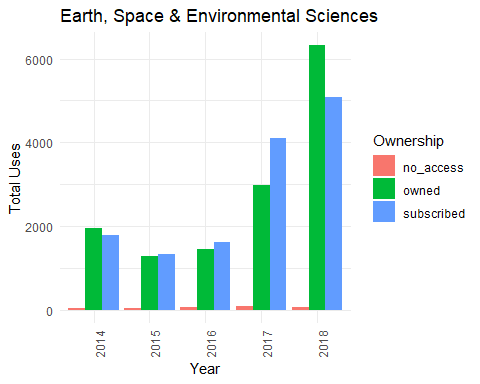 Earth, Space & Environmental Sciences
Total Uses
6000
4000
2000
0
2014
2015
2016
2017
2018
Year
Ownership
no_access
owned
subscribed